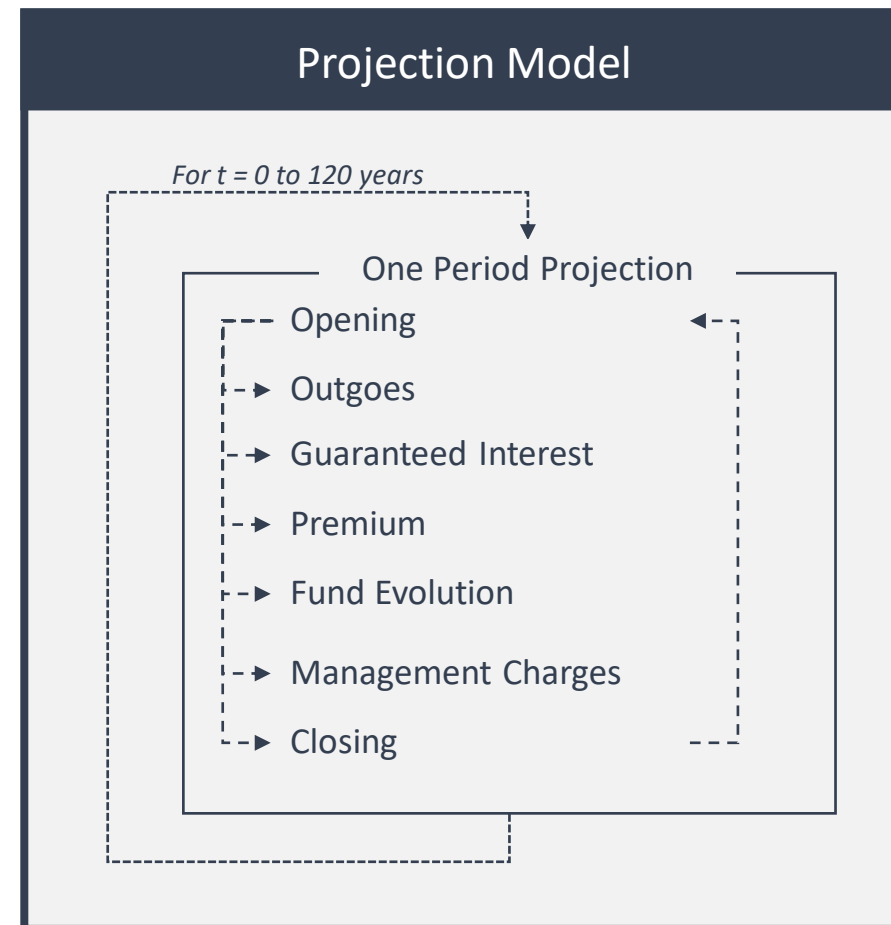 Projection Model
For t = 0 to 120 years
One Period Projection
Opening
Outgoes
Guaranteed Interest
Premium
Fund Evolution
Management Charges
Closing